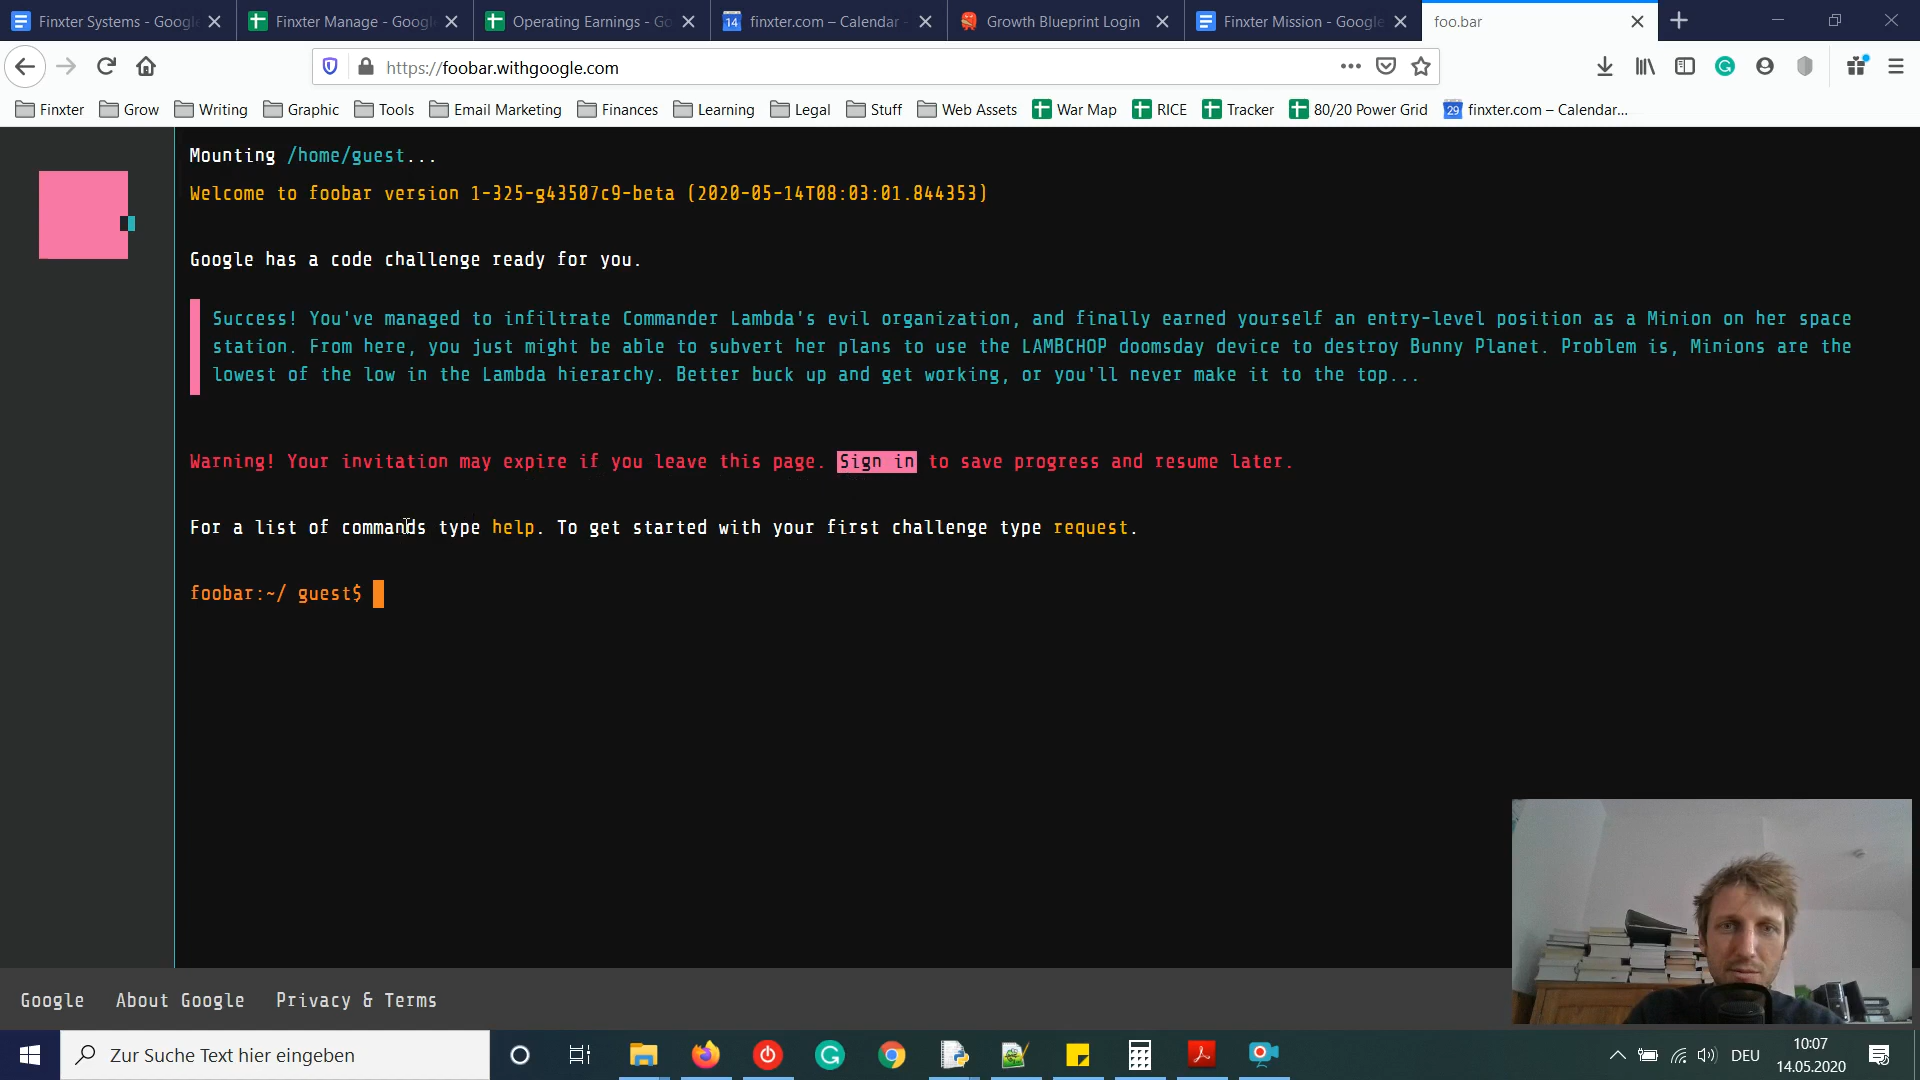 Finxter Systems - Google
Finxter Manage - Google
Operating Earnings - Go
14 finxter.com – Calendar -
Growth Blueprint Login
Finxter Mission - Google
foo.bar
https://foobar.withgoogle.com
Finxter Grow Writing Graphic Tools Email Marketing Finances Learning Legal Stuff Web Assets War Map RICE Tracker 80/20 Power Grid 29 finxter.com – Calendar...
Mounting /home/guest...
Welcome to foobar version 1-325-g43507c9-beta (2020-05-14T08:03:01.844353)
Google has a code challenge ready for you.
Success! You've managed to infiltrate Commander Lambda's evil organization, and finally earned yourself an entry-level position as a Minion on her space
station. From here, you just might be able to subvert her plans to use the LAMBCHOP doomsday device to destroy Bunny Planet. Problem is, Minions are the
lowest of the low in the Lambda hierarchy. Better buck up and get working, or you'll never make it to the top...
Warning! Your invitation may expire if you leave this page. Sign in to save progress and resume later.
For a list of commands type help. To get started with your first challenge type request.
foobar:~/ guest$
Google About Google Privacy & Terms
Zur Suche Text hier eingeben
DEU
10:07
14.05.2020